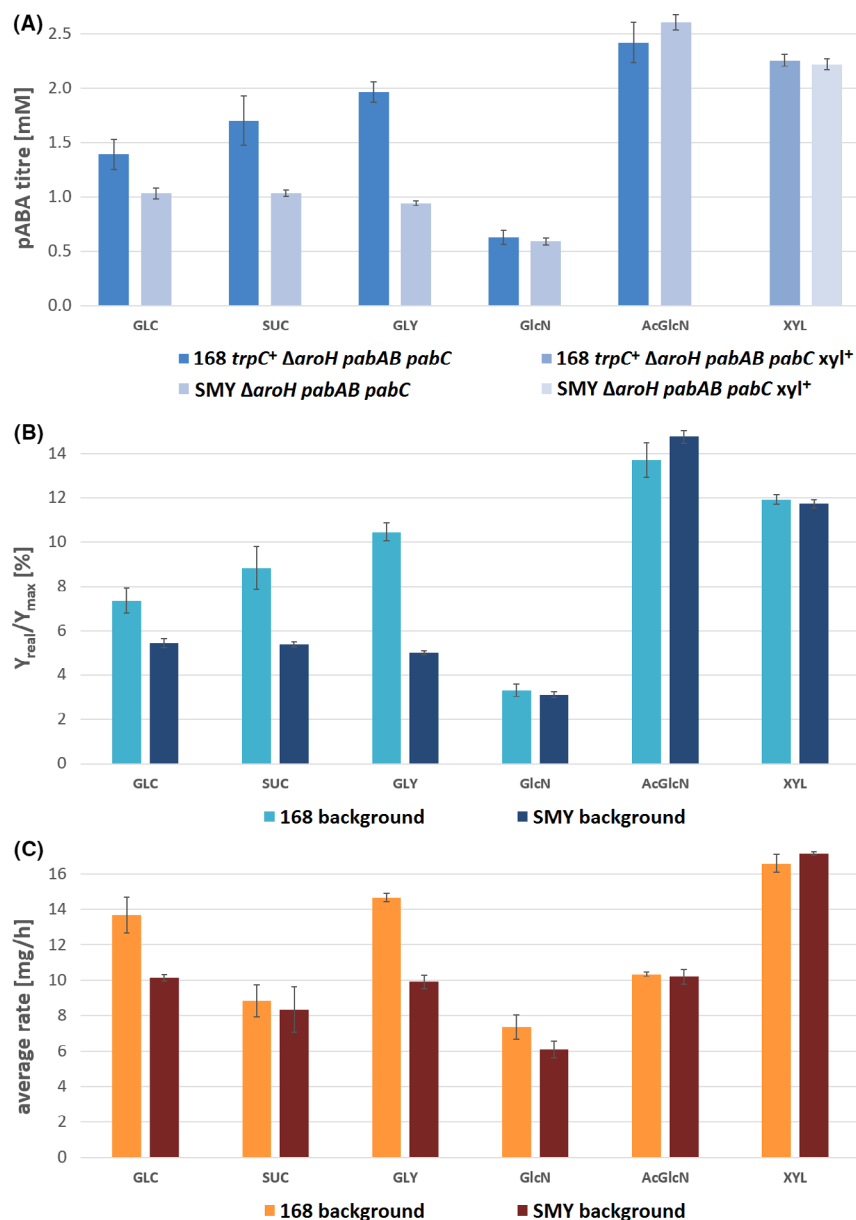 (A)
pABA titre [mM]
2.5
2.0
1.5
1.0
0.5
0.0
GLC SUC GLY GlcN AcGlcN XYL
168 trpC⁺ ΔaroH pabAB pabC 168 trpC⁺ ΔaroH pabAB pabC xyl⁺
SMY ΔaroH pabAB pabC SMY ΔaroH pabAB pabC xyl⁺
(B)
Yreal/Ymax [%]
14
12
10
8
6
4
2
0
GLC SUC GLY GlcN AcGlcN XYL
168 background SMY background
(C)
average rate [mg/h]
16
14
12
10
8
6
4
2
0
GLC SUC GLY GlcN AcGlcN XYL
168 background SMY background